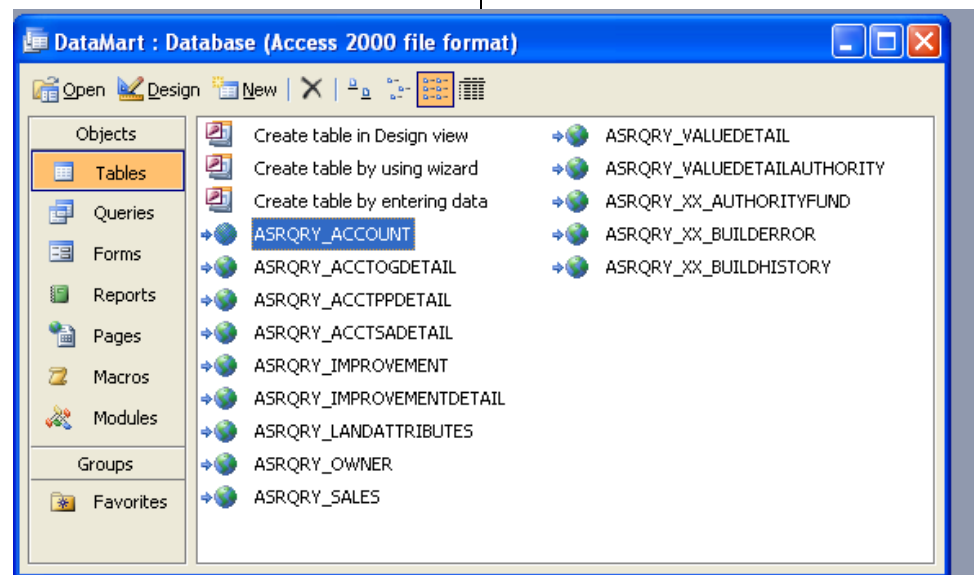 DataMart : Database (Access 2000 file format)
Open Design New
Objects
Tables
Queries
Forms
Reports
Pages
Macros
Modules
Groups
Favorites
Create table in Design view
Create table by using wizard
Create table by entering data
ASRQRY_ACCOUNT
ASRQRY_ACCTOGDETAIL
ASRQRY_ACCTPPDETAIL
ASRQRY_ACCTSADETAIL
ASRQRY_IMPROVEMENT
ASRQRY_IMPROVEMENTDETAIL
ASRQRY_LANDATTRIBUTES
ASRQRY_OWNER
ASRQRY_SALES
ASRQRY_VALUEDETAIL
ASRQRY_VALUEDETAILAUTHORITY
ASRQRY_XX_AUTHORITYFUND
ASRQRY_XX_BUILDERROR
ASRQRY_XX_BUILDHISTORY